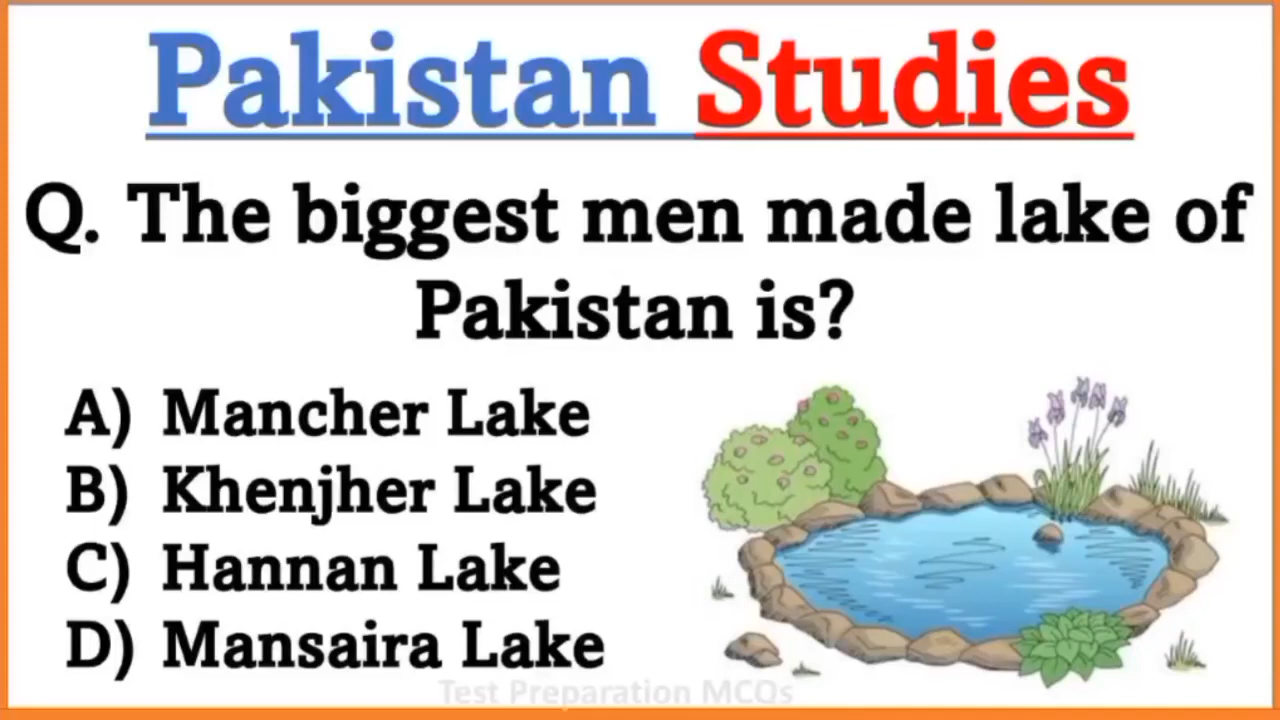 Pakistan Studies
Q. The biggest men made lake of
Pakistan is?
A) Mancher Lake
B) Khenjher Lake
C) Hannan Lake
D) Mansaira Lake
Test Preparation MCQs